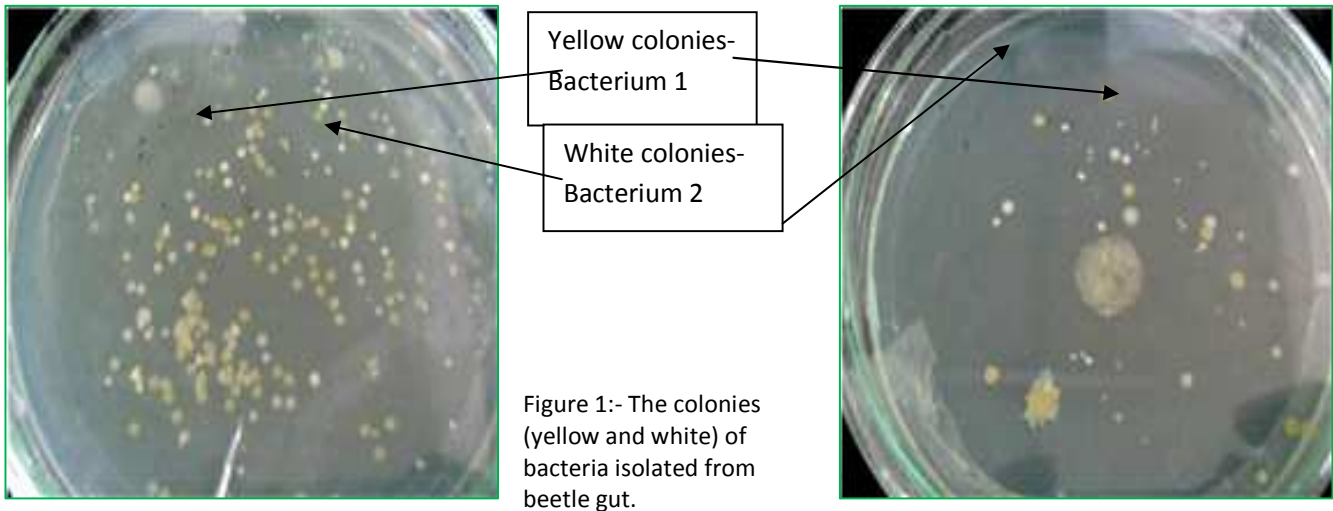 Yellow colonies-
Bacterium 1
White colonies-
Bacterium 2
Figure 1:- The colonies
(yellow and white) of
bacteria isolated from
beetle gut.